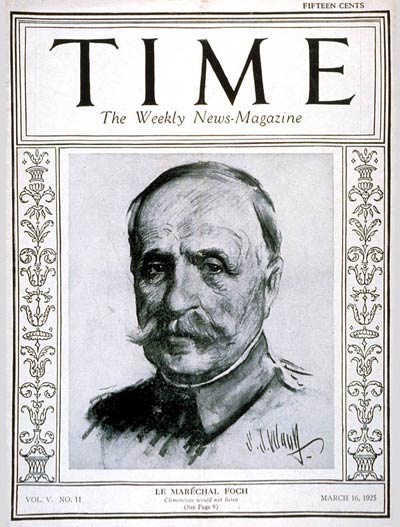 FIFTEEN CENTS
TIME
The Weekly News-Magazine
LE MARÉCHAL FOCH
VOL. V. NO. 11
Clemenceau would not listen
MARCH 16, 1925
(See Page 9)